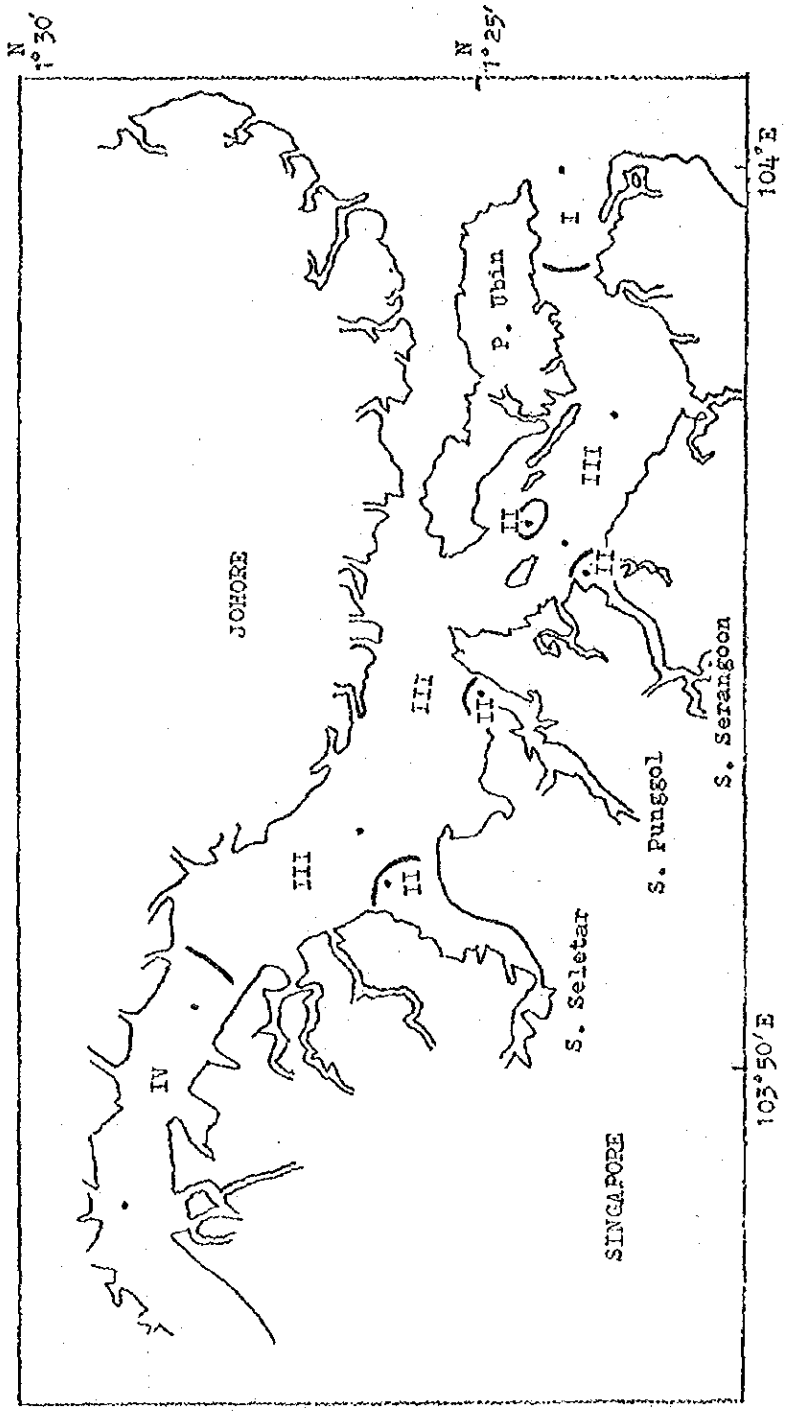 N
1° 30'
N
1° 25'
JOHORE
P. Ubin
I
II
III
II
III
II
III
II
IV
S. Serangoon
S. Punggol
S. Seletar
SINGAPORE
103°50'E
104°E